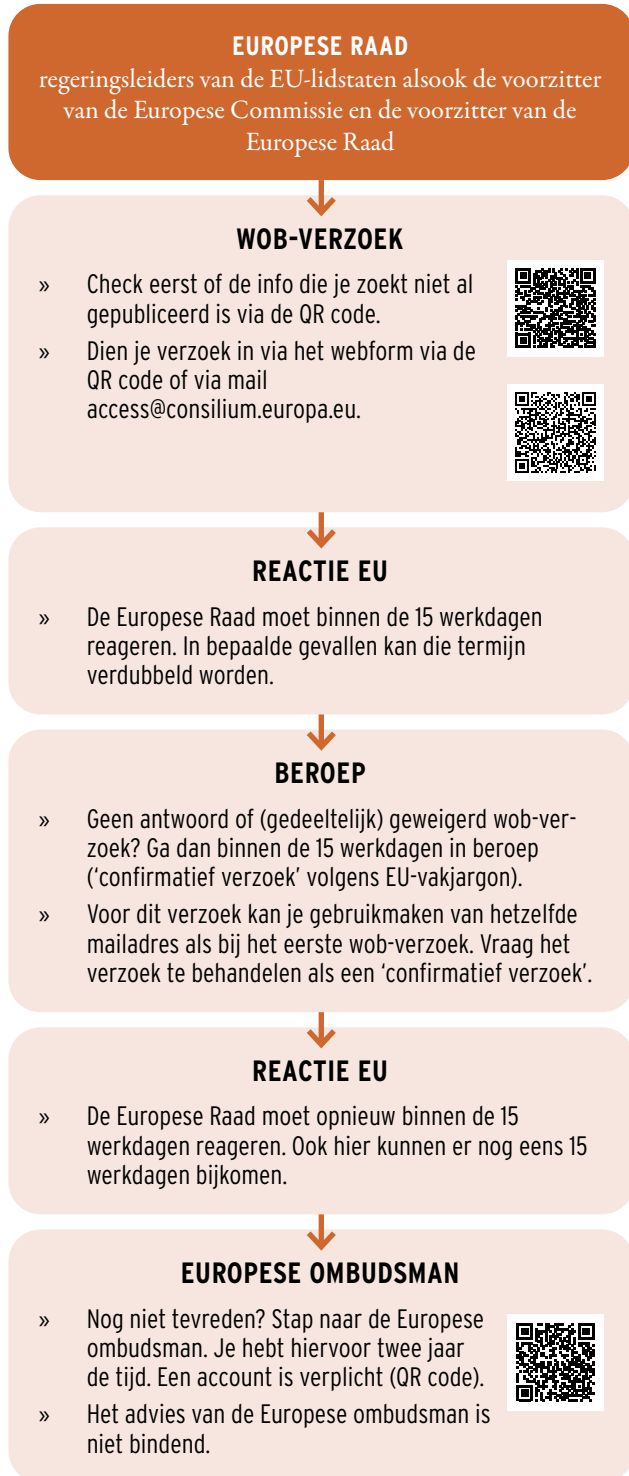 EUROPESE RAAD
regeringsleiders van de EU-lidstaten alsook de voorzitter
van de Europese Commissie en de voorzitter van de
Europese Raad
WOB-VERZOEK
» Check eerst of de info die je zoekt niet al
gepubliceerd is via de QR code.
» Dien je verzoek in via het webform via de
QR code of via mail
access@consilium.europa.eu.
REACTIE EU
» De Europese Raad moet binnen de 15 werkdagen
reageren. In bepaalde gevallen kan die termijn
verdubbeld worden.
BEROEP
» Geen antwoord of (gedeeltelijk) geweigerd wob-ver-
zoek? Ga dan binnen de 15 werkdagen in beroep
(‘confirmatief verzoek’ volgens EU-vakjargon).
» Voor dit verzoek kan je gebruikmaken van hetzelfde
mailadres als bij het eerste wob-verzoek. Vraag het
verzoek te behandelen als een ‘confirmatief verzoek’.
REACTIE EU
» De Europese Raad moet opnieuw binnen de 15
werkdagen reageren. Ook hier kunnen er nog eens 15
werkdagen bijkomen.
EUROPESE OMBUDSMAN
» Nog niet tevreden? Stap naar de Europese
ombudsman. Je hebt hiervoor twee jaar
de tijd. Een account is verplicht (QR code).
» Het advies van de Europese ombudsman is
niet bindend.